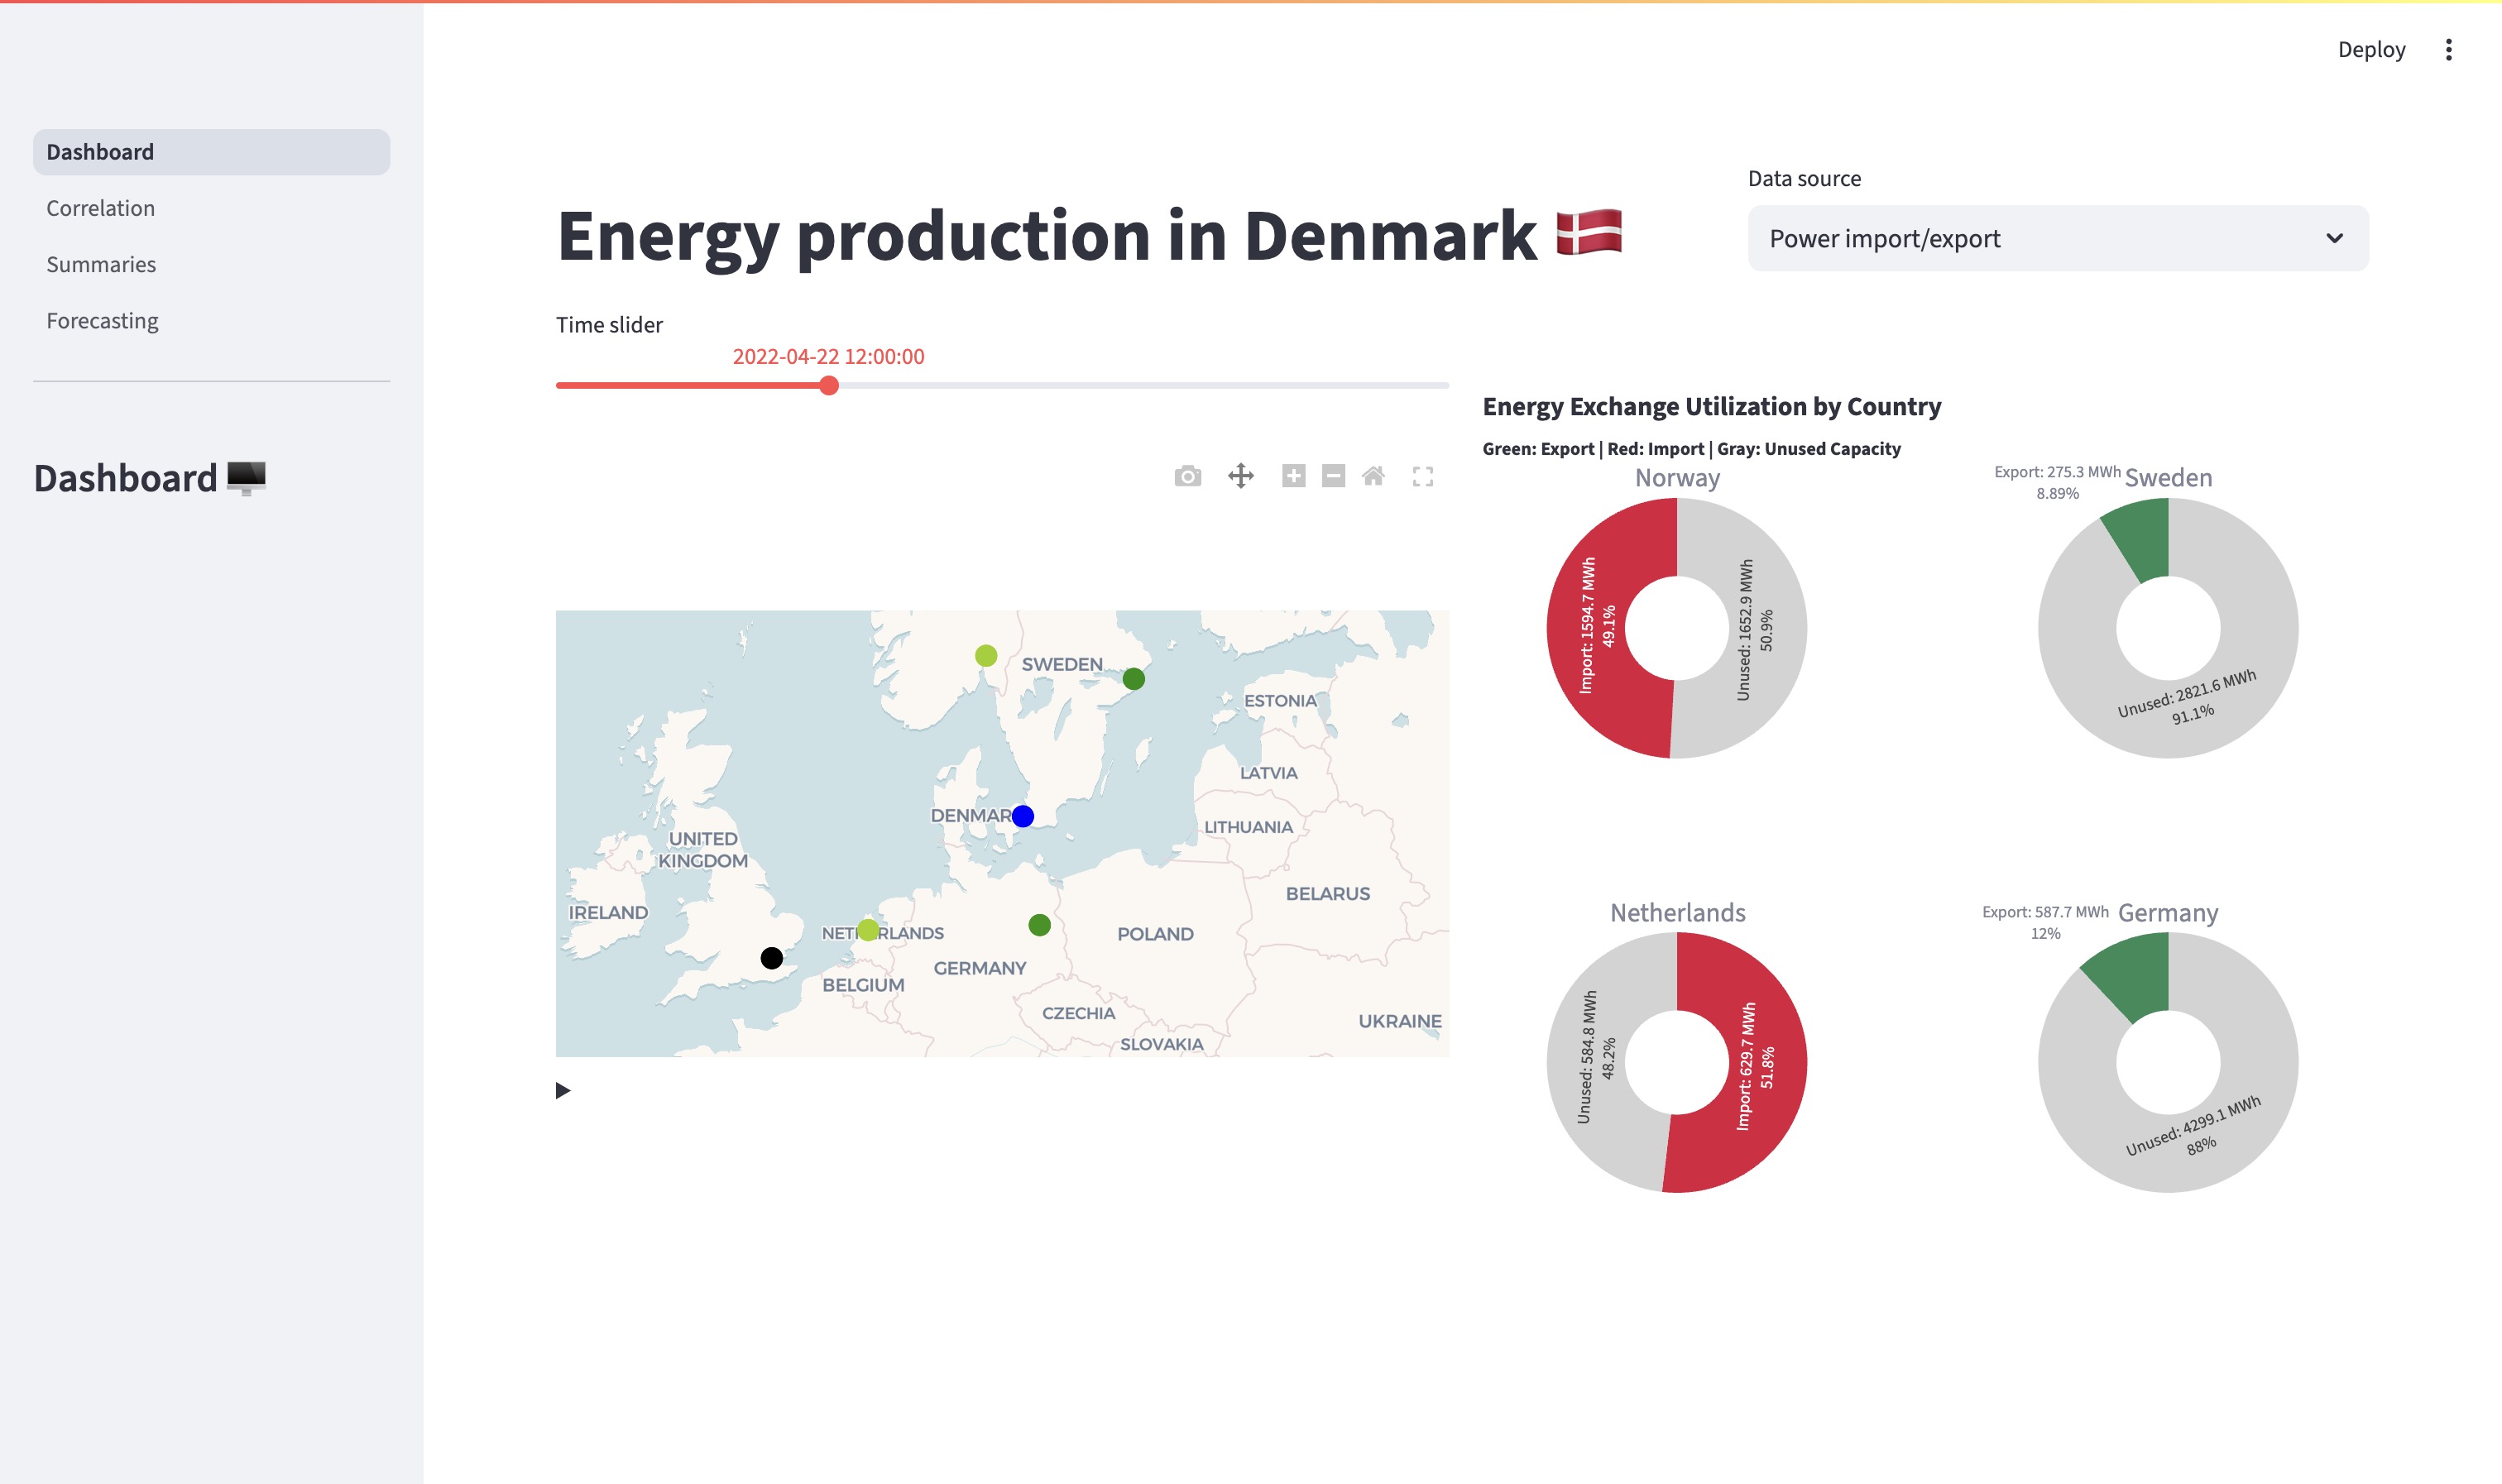 Deploy
Dashboard
Correlation
Summaries
Forecasting
Dashboard
Energy production in Denmark
Data source
Power import/export
Time slider
2022-04-22 12:00:00
SWEDEN
ESTONIA
LATVIA
DENMAR
LITHUANIA
UNITED
KINGDOM
BELARUS
IRELAND
NETHERLANDS
POLAND
GERMANY
BELGIUM
CZECHIA
UKRAINE
SLOVAKIA
Energy Exchange Utilization by Country
Green: Export | Red: Import | Gray: Unused Capacity
Norway
Import: 1594.7 MWh
49.1%
Unused: 1652.9 MWh
50.9%
Export: 275.3 MWh
8.89%
Sweden
Unused: 2821.6 MWh
91.1%
Netherlands
Unused: 584.8 MWh
48.2%
Import: 629.7 MWh
51.8%
Export: 587.7 MWh
12%
Germany
Unused: 4299.1 MWh
88%